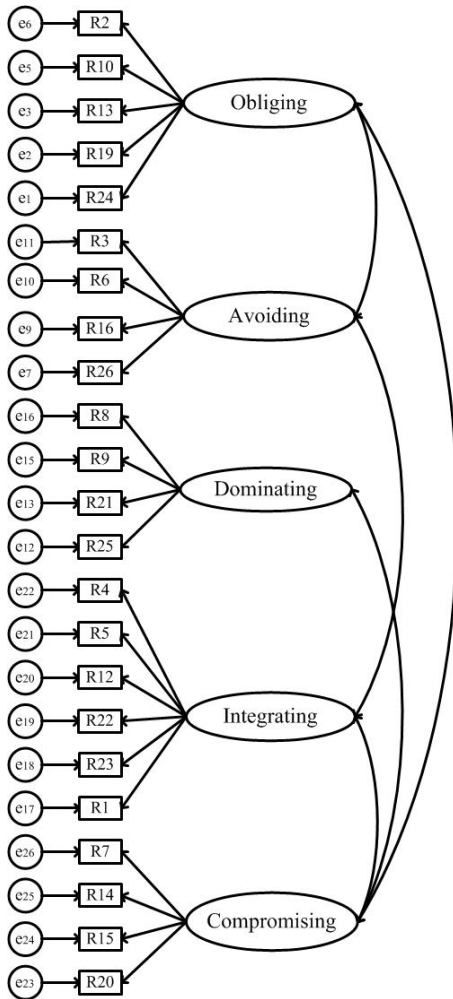 e6 R2
e5 R10
Obliging
e3 R13
e2 R19
e1 R24
e11 R3
e10 R6
Avoiding
e9 R16
e7 R26
e16 R8
e15 R9
Dominating
e13 R21
e12 R25
e22 R4
e21 R5
e20 R12
Integrating
e19 R22
e18 R23
e17 R1
e26 R7
e25 R14
Compromising
e24 R15
e23 R20